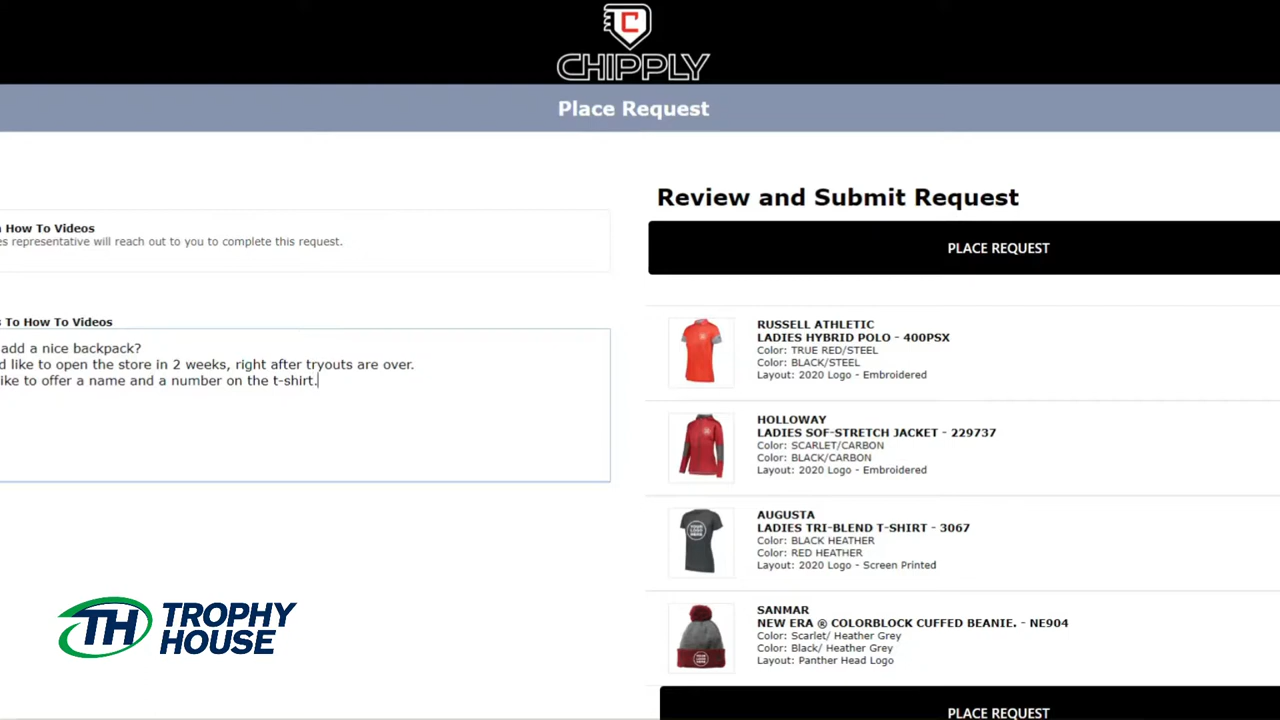 C
CHIPPLY
Place Request
How To Videos
representative will reach out to you to complete this request.
To How To Videos
add a nice backpack?
like to open the store in 2 weeks, right after tryouts are over.
to offer a name and a number on the t-shirt.
TH TROPHY
HOUSE
Review and Submit Request
PLACE REQUEST
RUSSELL ATHLETIC
LADIES HYBRID POLO - 400PSX
Color: TRUE RED/STEEL
Color: BLACK/STEEL
Layout: 2020 Logo - Embroidered
HOLLOWAY
LADIES SOF-STRETCH JACKET - 229737
Color: SCARLET/CARBON
Color: BLACK/CARBON
Layout: 2020 Logo - Embroidered
YOUR
LOGO
HERE
AUGUSTA
LADIES TRI-BLEND T-SHIRT - 3067
Color: BLACK HEATHER
Color: RED HEATHER
Layout: 2020 Logo - Screen Printed
SANMAR
NEW ERA ® COLORBLOCK CUFFED BEANIE. - NE904
Color: Scarlet/ Heather Grey
Color: Black/ Heather Grey
Layout: Panther Head Logo
PLACE REQUEST